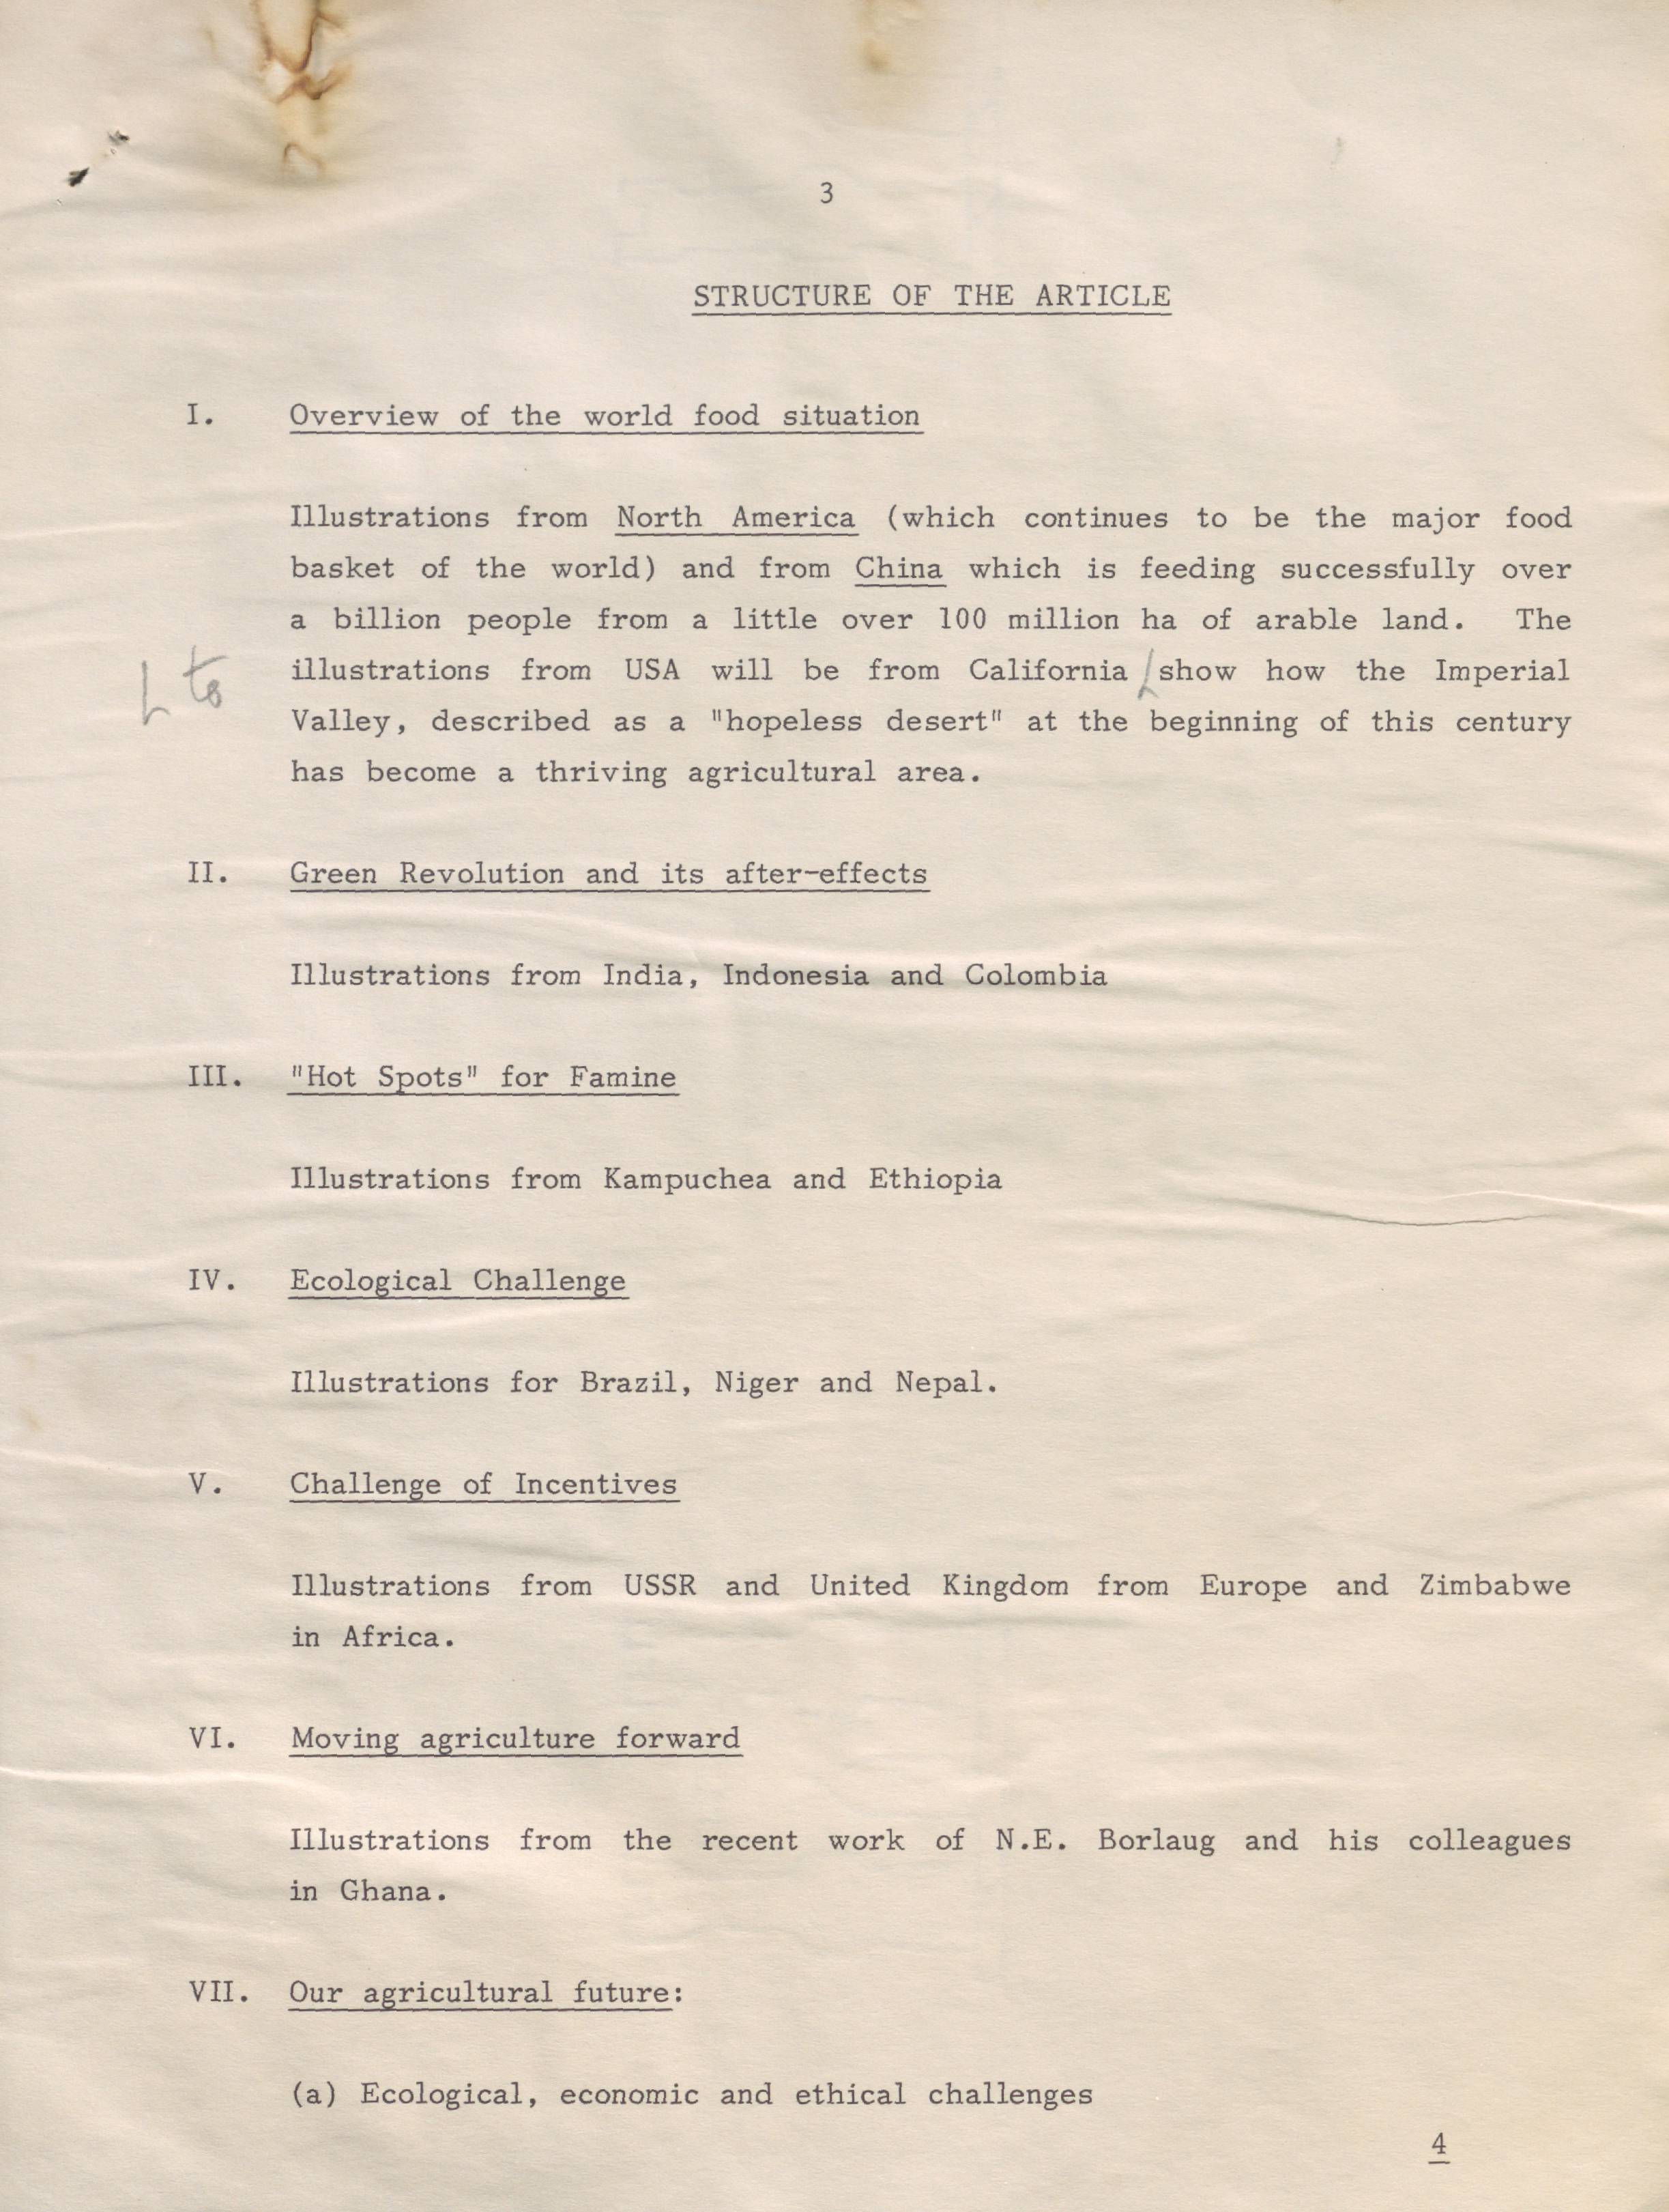 3
STRUCTURE OF THE ARTICLE
I. Overview of the world food situation
Illustrations from North America (which continues to be the major food
basket of the world) and from China which is feeding successfully over
a billion people from a little over 100 million ha of arable land. The
illustrations from USA will be from California show how the Imperial
to
Valley, described as a "hopeless desert" at the beginning of this century
has become a thriving agricultural area.
II. Green Revolution and its after-effects
Illustrations from India, Indonesia and Colombia
III. "Hot Spots" for Famine
Illustrations from Kampuchea and Ethiopia
IV. Ecological Challenge
Illustrations for Brazil, Niger and Nepal.
V. Challenge of Incentives
Illustrations from USSR and United Kingdom from Europe and Zimbabwe
in Africa.
VI. Moving agriculture forward
Illustrations from the recent work of N.E. Borlaug and his colleagues
in Ghana.
VII. Our agricultural future:
(a) Ecological, economic and ethical challenges
4